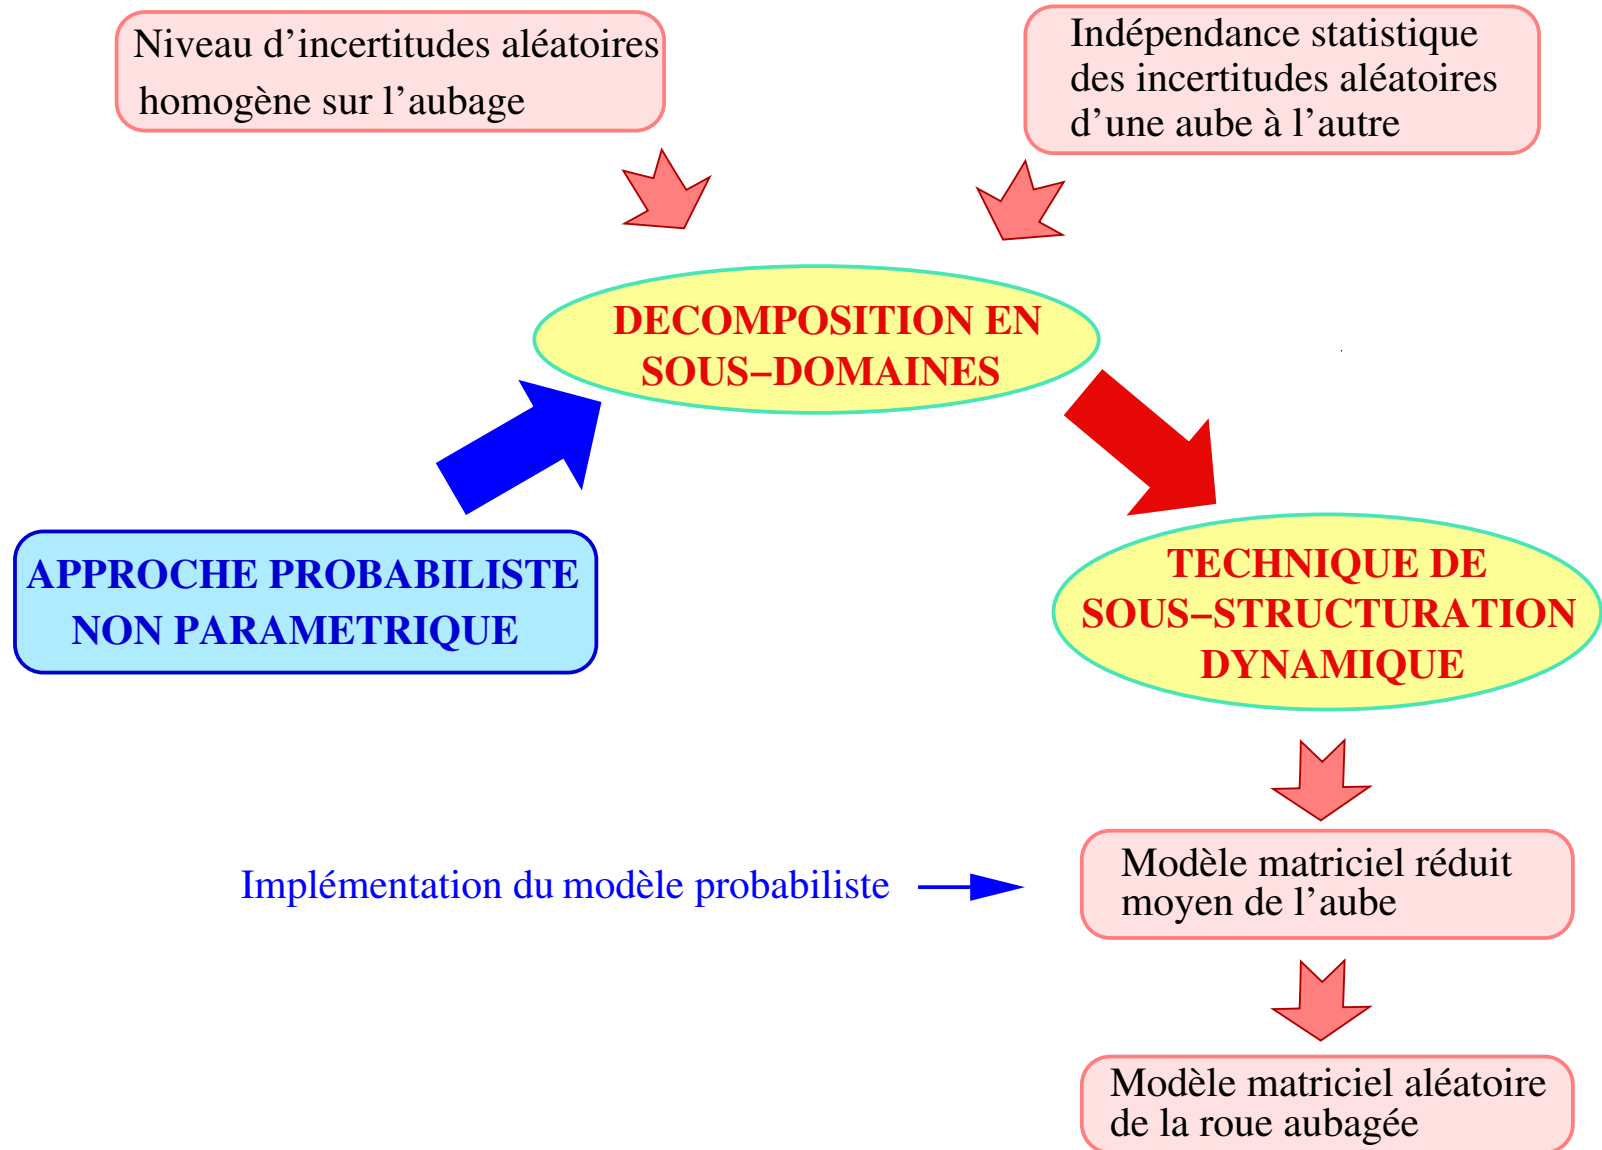 Niveau d’incertitudes aléatoires
homogène sur l’aubage
Indépendance statistique
des incertitudes aléatoires
d’une aube à l’autre
DECOMPOSITION EN
SOUS−DOMAINES
APPROCHE PROBABILISTE
NON PARAMETRIQUE
TECHNIQUE DE
SOUS−STRUCTURATION
DYNAMIQUE
Implémentation du modèle probabiliste
Modèle matriciel réduit
moyen de l’aube
Modèle matriciel aléatoire
de la roue aubagée